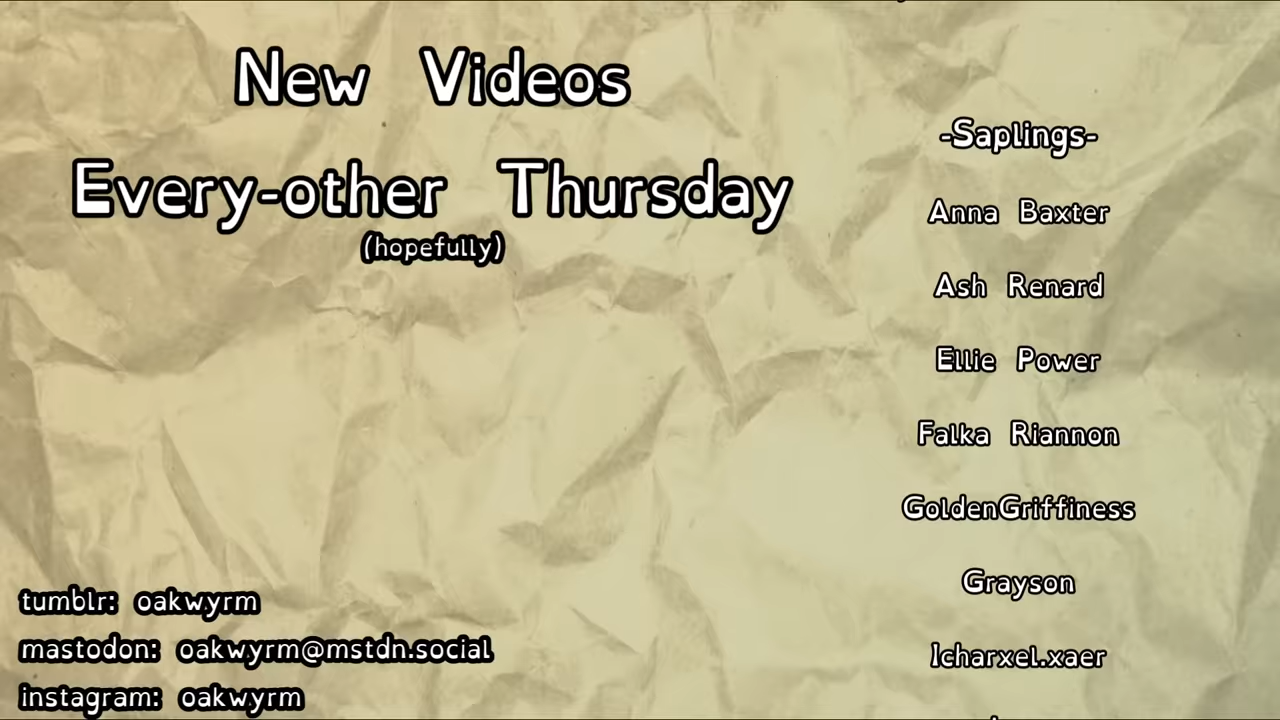 New Videos
Every-other Thursday
(hopefully)
tumblr: oakwyrm
mastodon: oakwyrm@mstdn.social
instagram: oakwyrm
-Saplings-
Anna Baxter
Ash Renard
Ellie Power
Falka Riannon
GoldenGriffiness
Grayson
Icharxel.xaer